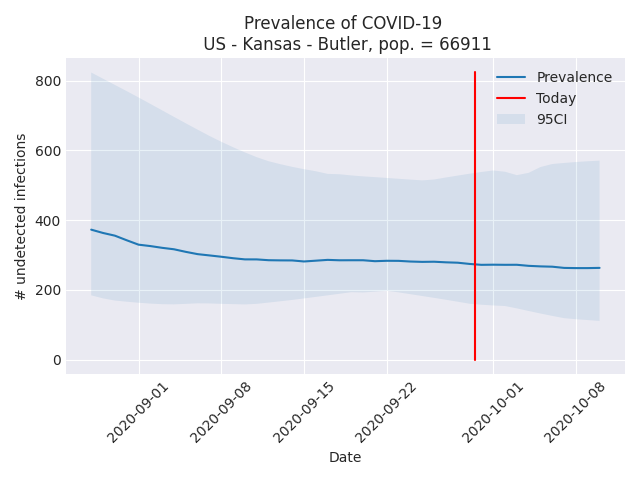 Prevalence of COVID-19
US - Kansas - Butler, pop. = 66911
# undetected infections
800
600
400
200
0
Prevalence
Today
95CI
2020-09-01
2020-09-08
2020-09-15
2020-09-22
2020-10-01
2020-10-08
Date